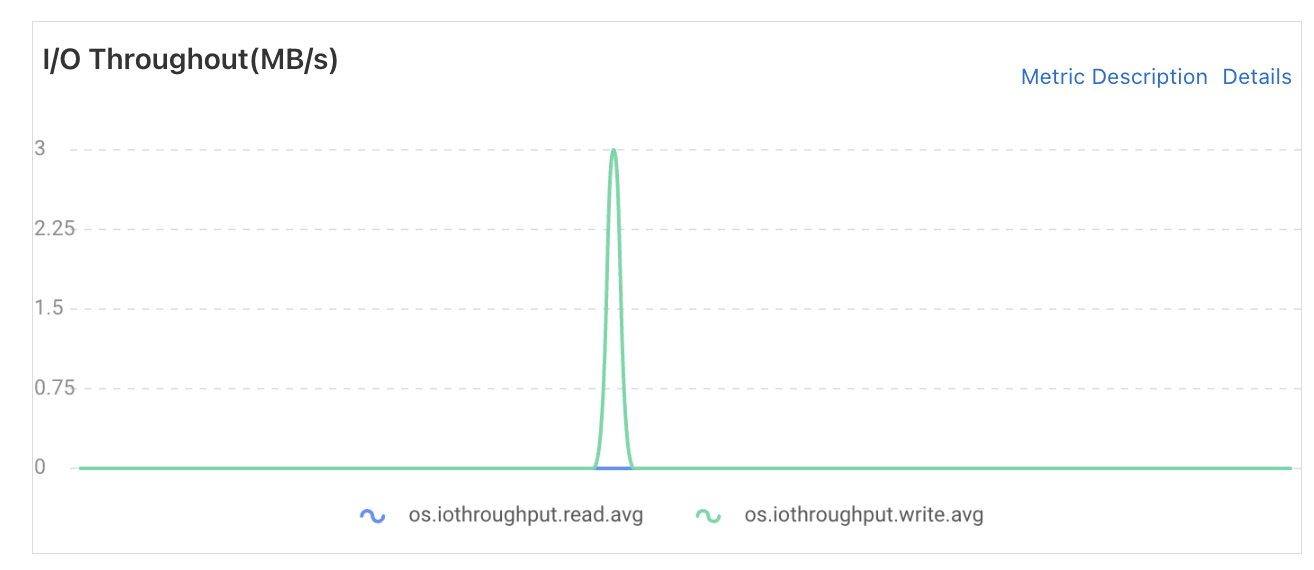 I/O Throughout(MB/s)
Metric Description Details
3
2.25
1.5
0.75
0
os.iothroughput.read.avg os.iothroughput.write.avg